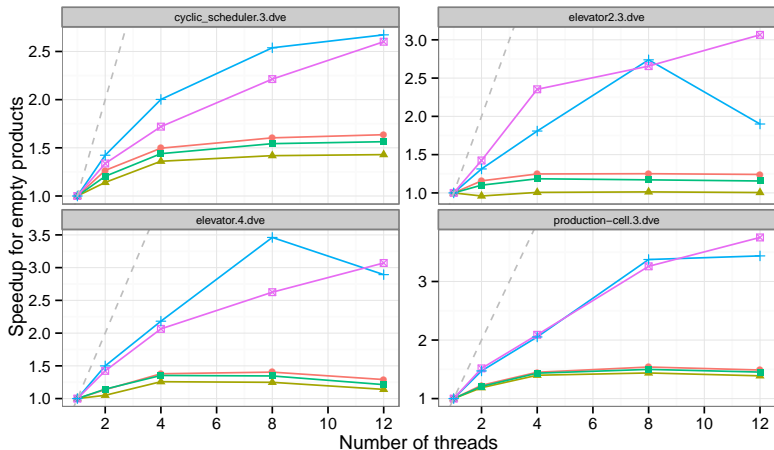 cyclic_scheduler.3.dve
elevator2.3.dve
2.5
2.0
1.5
1.0
3.0
2.5
2.0
1.5
1.0
Speedup for empty products
elevator.4.dve
production−cell.3.dve
3.5
3.0
2.5
2.0
1.5
1.0
3
2
1
2 4 6 8 10 12
2 4 6 8 10 12
Number of threads